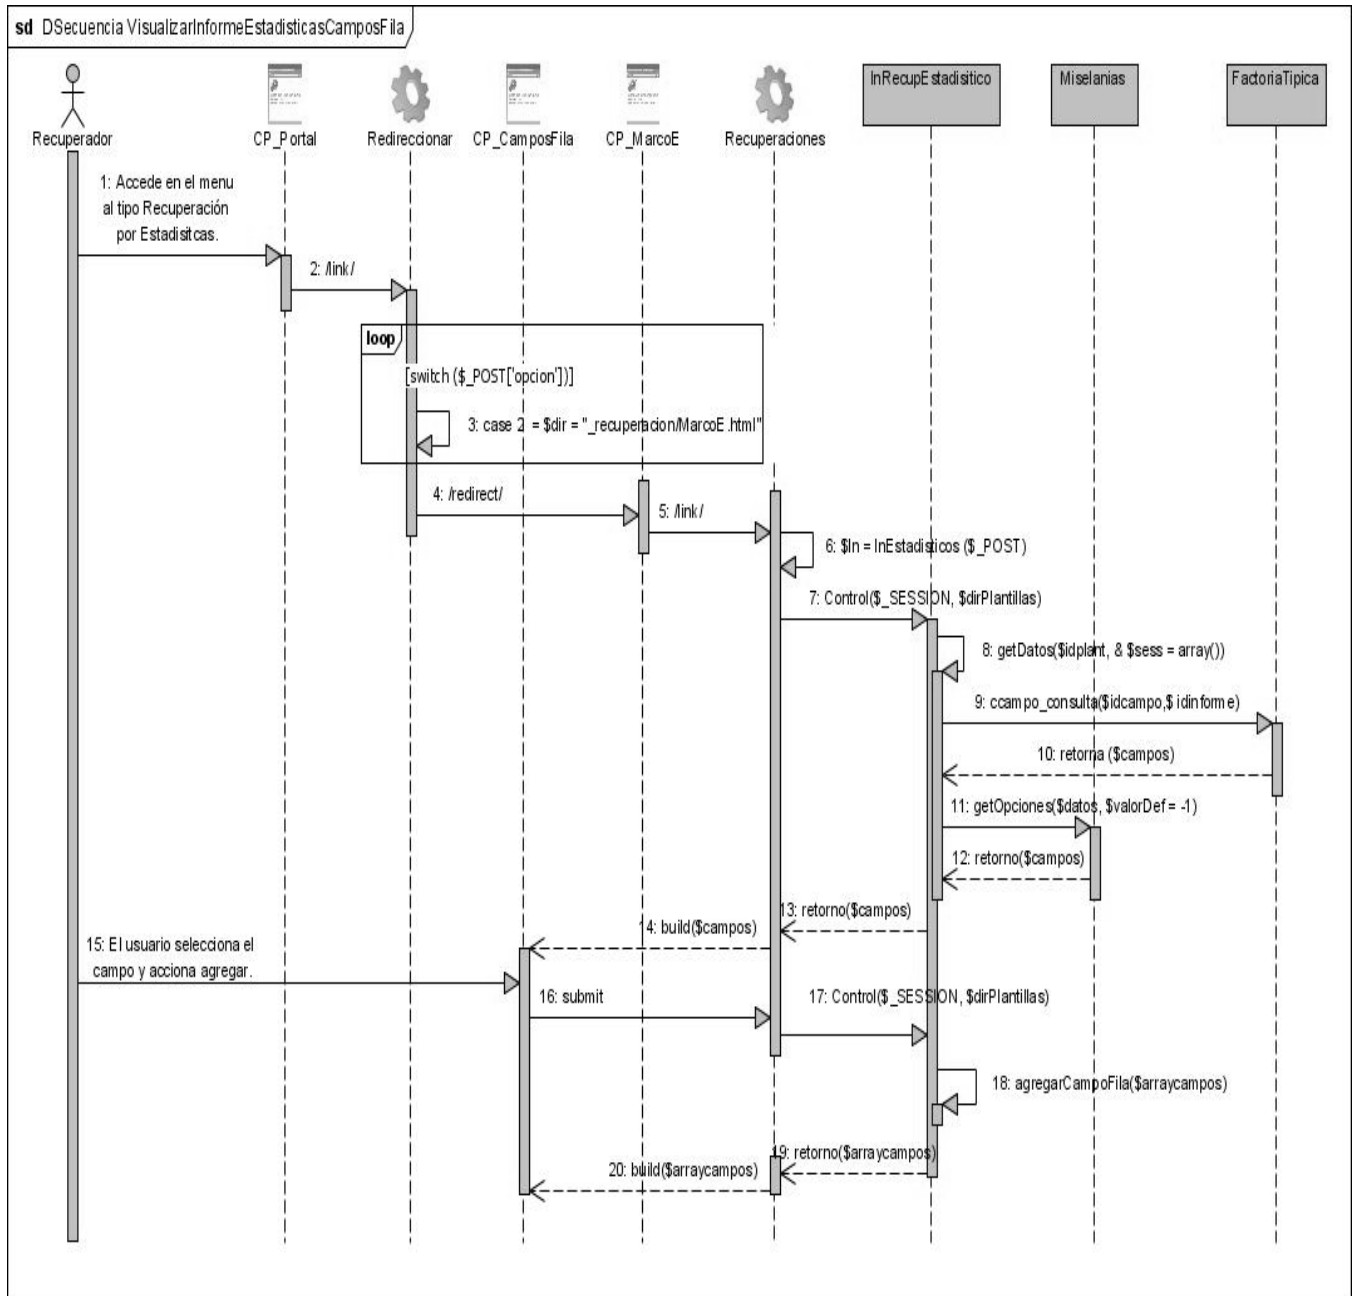 sd DSecuencia VisualizarInformeEstadisticasCamposFila
Recuperador
CP_Portal
Redireccionar
CP_CamposFila
CP_MarcoE
Recuperaciones
InRecupEstadisitico
Miselanias
FactoriaTipica
1: Accede en el menu
al tipo Recuperación
por Estadisitcas.
2: /link/
loop
[switch ($_POST['opcion'])]
3: case 2 = $dir = "_recuperacion/MarcoE.html"
4: /redirect/
5: /link/
6: $In = InEstadisticos ($_POST)
7: Control($_SESSION, $dirPlantillas)
8: getDatos($idplant, & $sess = array())
9: ccampo_consulta($idcampo,$ idinforme)
10: retorna ($campos)
11: getOpciones($datos, $valorDef = -1)
12: retorno($campos)
13: retorno($campos)
14: build($campos)
15: El usuario selecciona el
campo y acciona agregar.
16: submit
17: Control($_SESSION, $dirPlantillas)
18: agregarCampoFila($arraycampos)
19: retorno($arraycampos)
20: build($arraycampos)